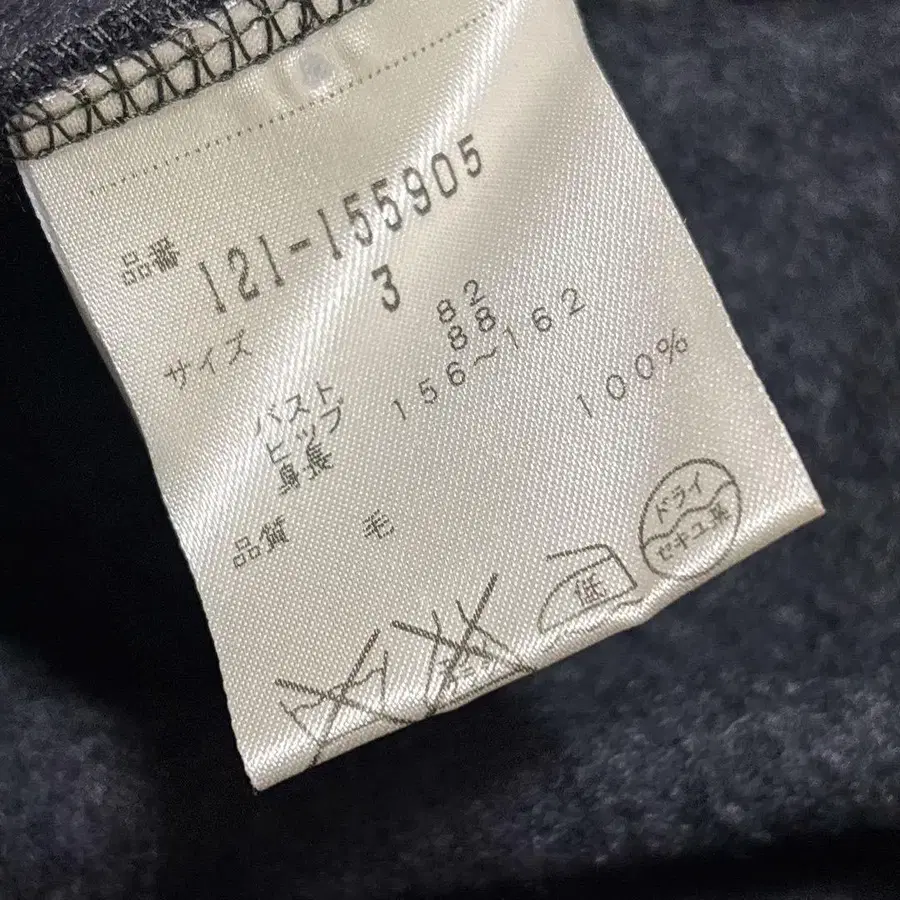 品番 121-155905
サイズ 3
バスト 82
ヒップ 88
身長 156～162
品質 毛 100%
低
ドライ
セキユ系